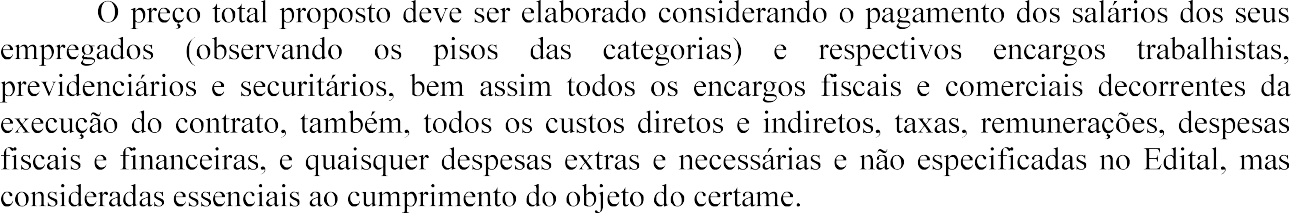 O preço total proposto deve ser elaborado considerando o pagamento dos salários dos seus
empregados (observando os pisos das categorias) e respectivos encargos trabalhistas,
previdenciários e securitários, bem assim todos os encargos fiscais e comerciais decorrentes da
execução do contrato, também, todos os custos diretos e indiretos, taxas, remunerações, despesas
fiscais e financeiras, e quaisquer despesas extras e necessárias e não especificadas no Edital, mas
consideradas essenciais ao cumprimento do objeto do certame.